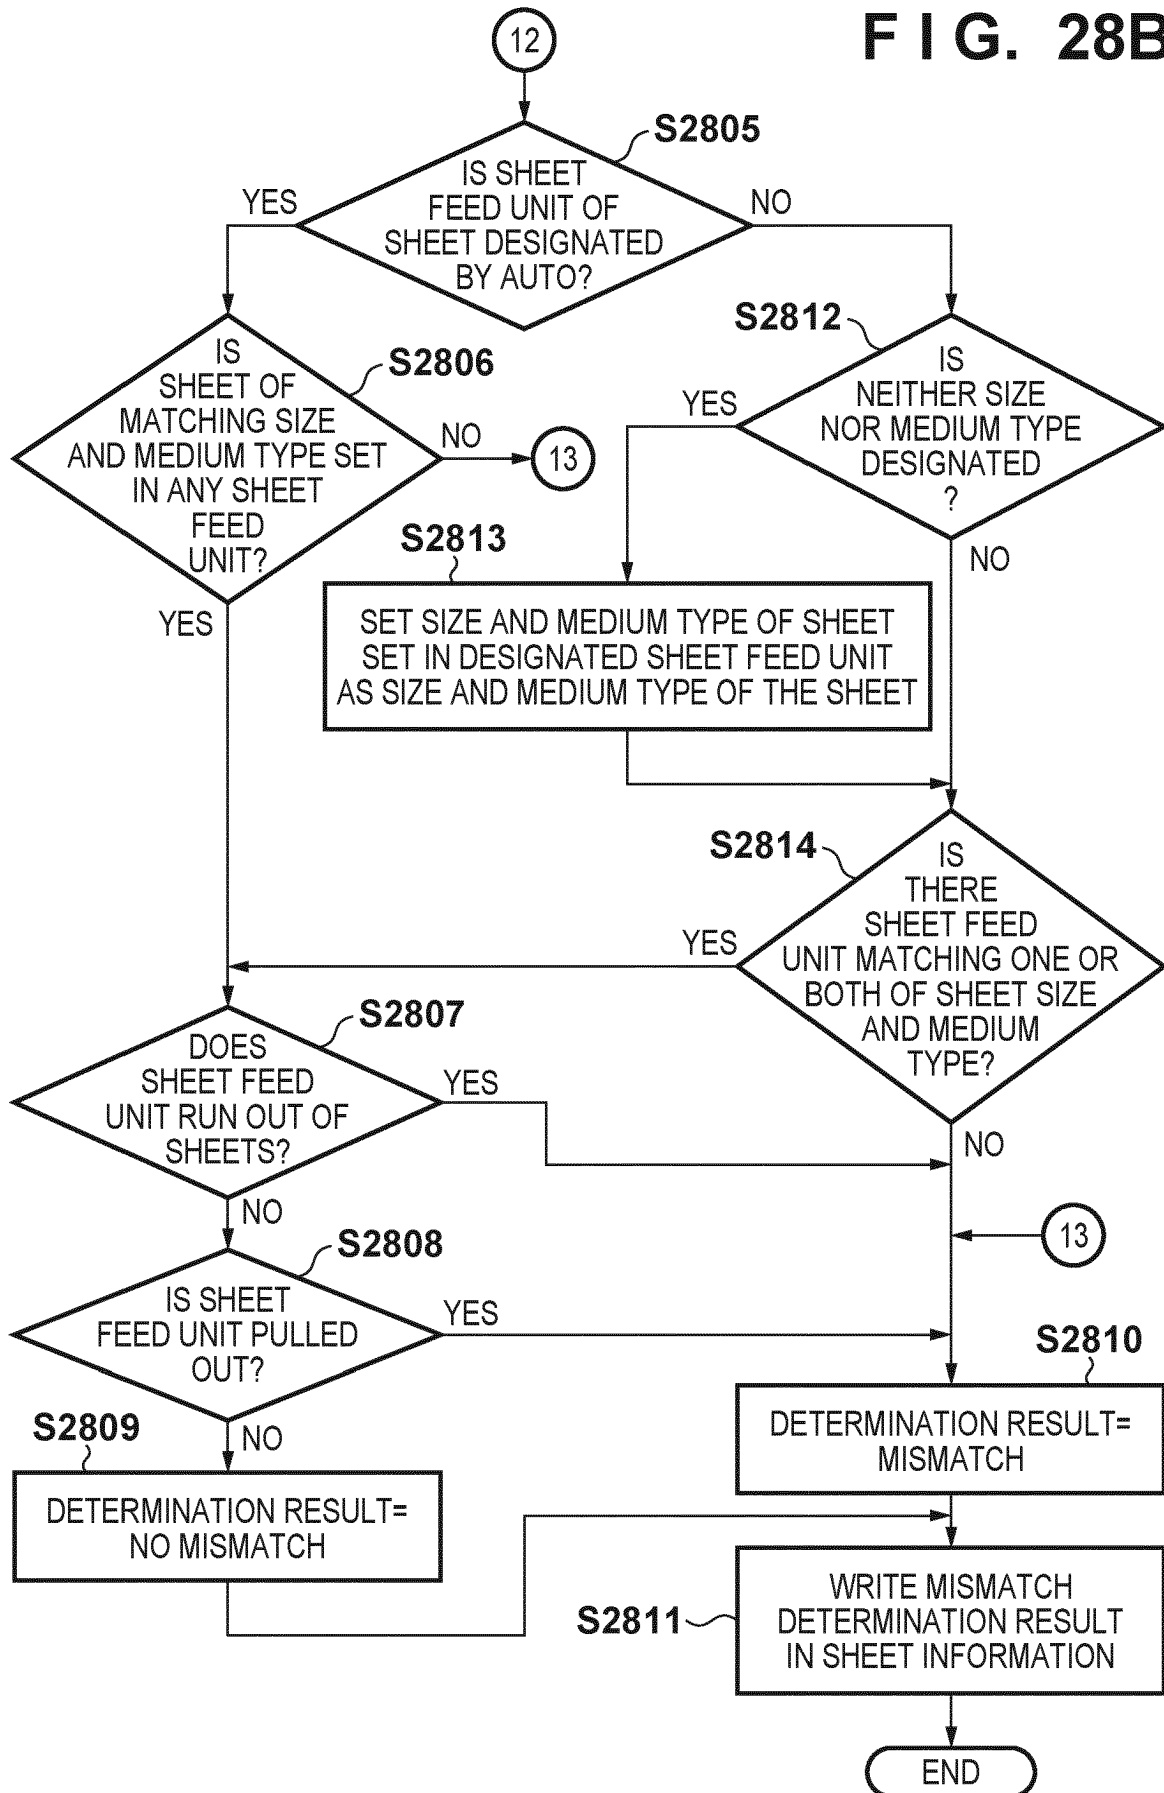 FIG. 28B
12
S2805
IS SHEET
FEED UNIT OF
SHEET DESIGNATED
BY AUTO?
YES
NO
S2806
IS
SHEET OF
MATCHING SIZE
AND MEDIUM TYPE SET
IN ANY SHEET
FEED
UNIT?
NO
13
YES
S2812
IS
NEITHER SIZE
NOR MEDIUM TYPE
DESIGNATED
?
YES
NO
S2813
SET SIZE AND MEDIUM TYPE OF SHEET
SET IN DESIGNATED SHEET FEED UNIT
AS SIZE AND MEDIUM TYPE OF THE SHEET
S2814
IS
THERE
SHEET FEED
UNIT MATCHING ONE OR
BOTH OF SHEET SIZE
AND MEDIUM
TYPE?
YES
NO
S2807
DOES
SHEET FEED
UNIT RUN OUT OF
SHEETS?
YES
NO
13
S2808
IS SHEET
FEED UNIT PULLED
OUT?
YES
NO
S2810
DETERMINATION RESULT=
MISMATCH
S2809
DETERMINATION RESULT=
NO MISMATCH
S2811
WRITE MISMATCH
DETERMINATION RESULT
IN SHEET INFORMATION
END